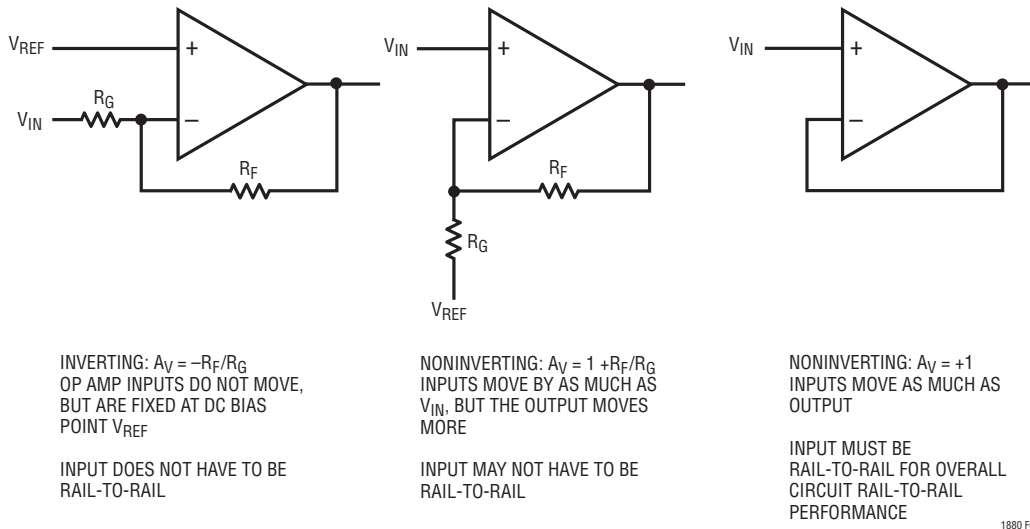 V_REF
+
V_IN
R_G
–
R_F
V_IN
+
–
R_F
R_G
V_REF
V_IN
+
–
INVERTING: A_V = –R_F/R_G
OP AMP INPUTS DO NOT MOVE,
BUT ARE FIXED AT DC BIAS
POINT V_REF
INPUT DOES NOT HAVE TO BE
RAIL-TO-RAIL
NONINVERTING: A_V = 1 +R_F/R_G
INPUTS MOVE BY AS MUCH AS
V_IN, BUT THE OUTPUT MOVES
MORE
INPUT MAY NOT HAVE TO BE
RAIL-TO-RAIL
NONINVERTING: A_V = +1
INPUTS MOVE AS MUCH AS
OUTPUT
INPUT MUST BE
RAIL-TO-RAIL FOR OVERALL
CIRCUIT RAIL-TO-RAIL
PERFORMANCE
1880 F